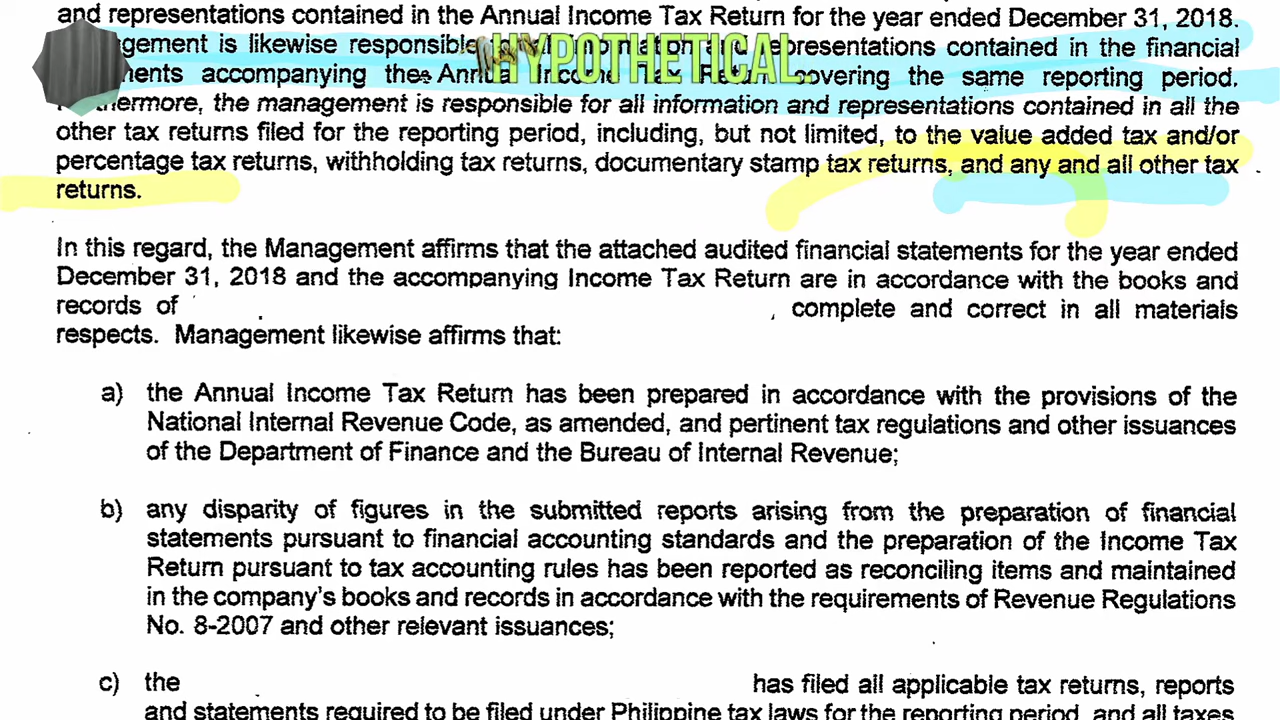 and representations contained in the Annual Income Tax Return for the year ended December 31, 2018.
is likewise responsible information and representations contained in the financial
HYPOTHETICAL
accompanying the Annual Income Tax Return covering the same reporting period.
the management is responsible for all information and representations contained in all the
other tax returns filed for the reporting period, including, but not limited, to the value added tax and/or
percentage tax returns, withholding tax returns, documentary stamp tax returns, and any and all other tax
returns.
In this regard, the Management affirms that the attached audited financial statements for the year ended
December 31, 2018 and the accompanying Income Tax Return are in accordance with the books and
records of , complete and correct in all materials
respects. Management likewise affirms that:
a) the Annual Income Tax Return has been prepared in accordance with the provisions of the
National Internal Revenue Code, as amended, and pertinent tax regulations and other issuances
of the Department of Finance and the Bureau of Internal Revenue;
b) any disparity of figures in the submitted reports arising from the preparation of financial
statements pursuant to financial accounting standards and the preparation of the Income Tax
Return pursuant to tax accounting rules has been reported as reconciling items and maintained
in the company's books and records in accordance with the requirements of Revenue Regulations
No. 8-2007 and other relevant issuances;
c) the has filed all applicable tax returns, reports
and statements required to be filed under Philippine tax laws for the reporting period, and all taxes